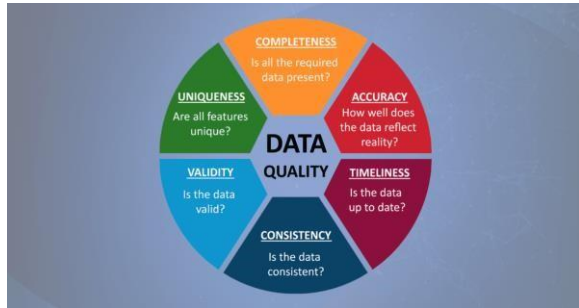 COMPLETENESS
Is all the required
data present?
ACCURACY
How well does
the data reflect
reality?
TIMELINESS
Is the data
up to date?
CONSISTENCY
Is the data
consistent?
VALIDITY
Is the data
valid?
UNIQUENESS
Are all features
unique?
DATA
QUALITY